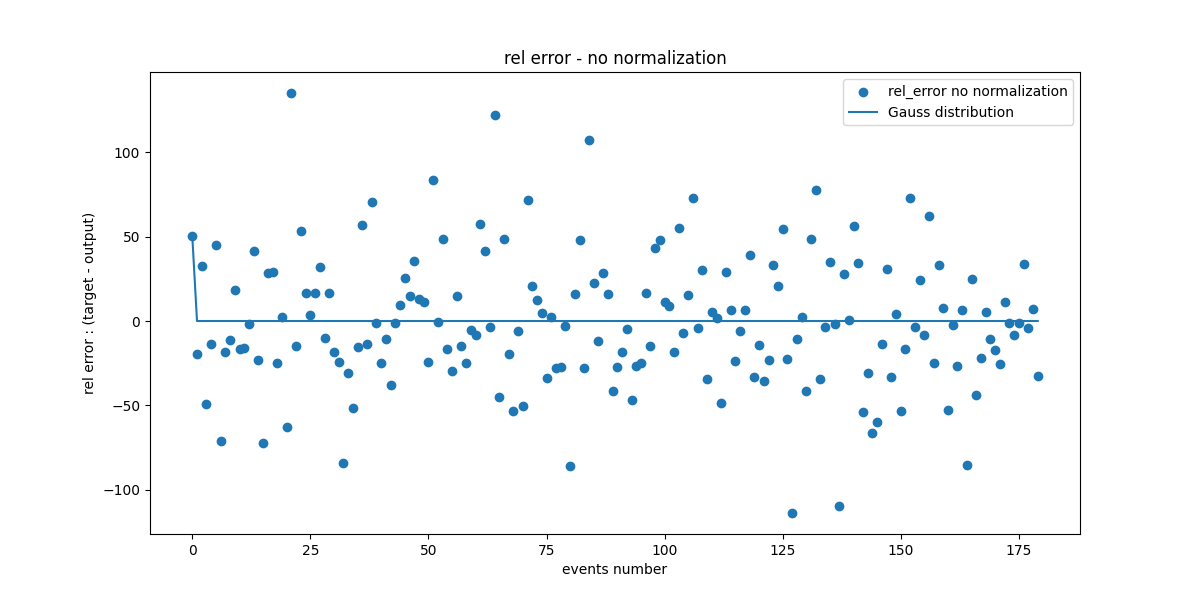 rel error - no normalization
rel_error no normalization
Gauss distribution
100
50
0
−50
−100
rel error : (target - output)
0 25 50 75 100 125 150 175
events number